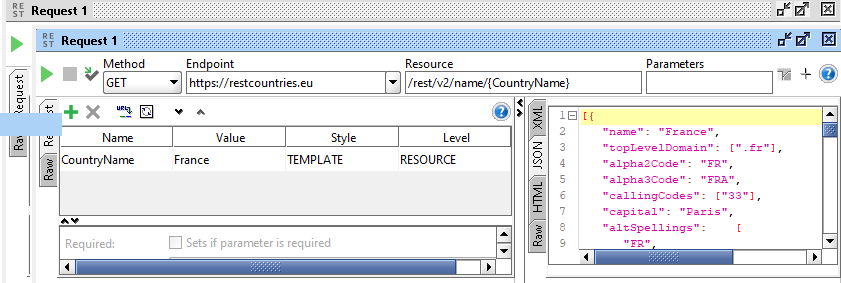 REST Request 1
REST Request 1
Method Endpoint Resource Parameters
GET https://restcountries.eu /rest/v2/name/{CountryName}
Request
Raw
Raw
Name Value Style Level
CountryName France TEMPLATE RESOURCE
Required: Sets if parameter is required
XML
JSON
HTML
Raw
1 [{
2 "name": "France",
3 "topLevelDomain": [".fr"],
4 "alpha2Code": "FR",
5 "alpha3Code": "FRA",
6 "callingCodes": ["33"],
7 "capital": "Paris",
8 "altSpellings": [
9 "FR",